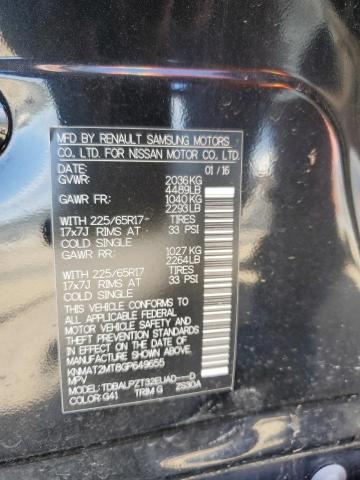 MFD BY RENAULT SAMSUNG MOTORS
CO. LTD. FOR NISSAN MOTOR CO., LTD.
DATE: 01/16
GVWR: 2036KG
4489LB
GAWR FR: 1040KG
2293LB
WITH 225/65R17- TIRES
17x7J RIMS AT- 33 PSI
COLD SINGLE
GAWR RR: 1027KG
2264LB
WITH 225/65R17 TIRES
17x7J RIMS AT- 33 PSI
COLD SINGLE
THIS VEHICLE CONFORMS TO
ALL APPLICABLE FEDERAL
MOTOR VEHICLE SAFETY AND
THEFT PREVENTION
STANDARDS IN EFFECT ON
THE DATE OF
MANUFACTURE SHOWN ABOVE.
KNMAT2MT8GP649655
MPV
MODEL: TDBALPZT32EUAD---D
COLOR:G41 TRIM:G ZS30A